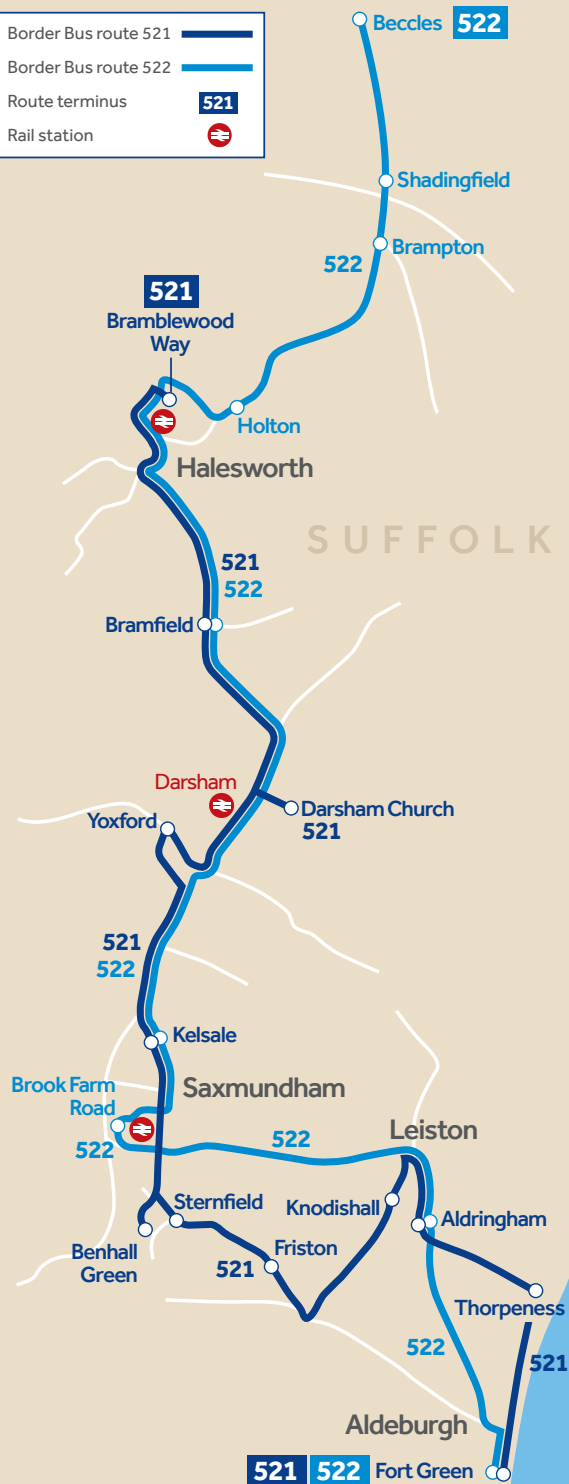 Border Bus route 521
Border Bus route 522
Route terminus 521
Rail station
Beccles 522
Shadingfield
Brampton
522
521
Bramblewood
Way
Holton
Halesworth
SUFFOLK
521
522
Bramfield
Darsham
Darsham Church
521
Yoxford
521
522
Kelsale
Saxmundham
Brook Farm
Road
522
522
Leiston
Sternfield
Knodishall
Aldringham
Benhall
Green
521
Friston
Thorpeness
522
521
Aldeburgh
521 522 Fort Green